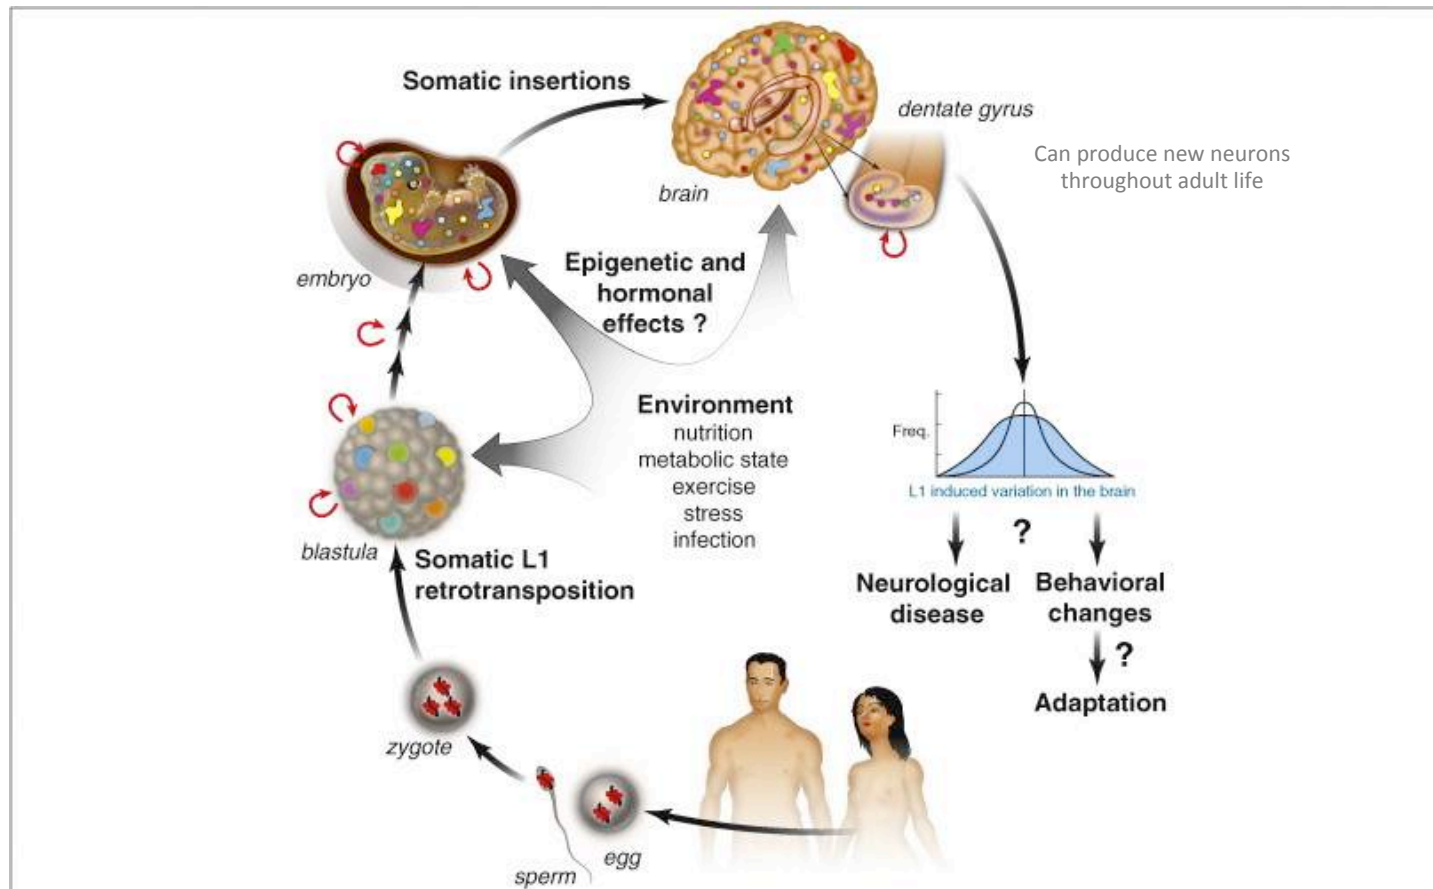 Somatic insertions
dentate gyrus
Can produce new neurons
throughout adult life
brain
embryo
Epigenetic and
hormonal
effects ?
Environment
nutrition
metabolic state
exercise
stress
infection
Freq.
L1 induced variation in the brain
?
Neurological
disease
Behavioral
changes
?
Adaptation
blastula
Somatic L1
retrotransposition
zygote
egg
sperm